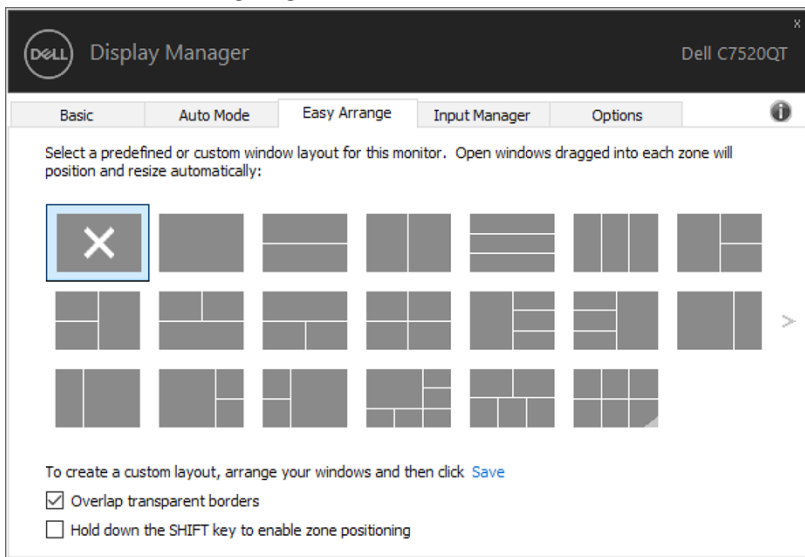 DELL Display Manager Dell C7520QT
x
Basic Auto Mode Easy Arrange Input Manager Options
Select a predefined or custom window layout for this monitor. Open windows dragged into each zone will
position and resize automatically:
>
To create a custom layout, arrange your windows and then click Save
Overlap transparent borders
Hold down the SHIFT key to enable zone positioning